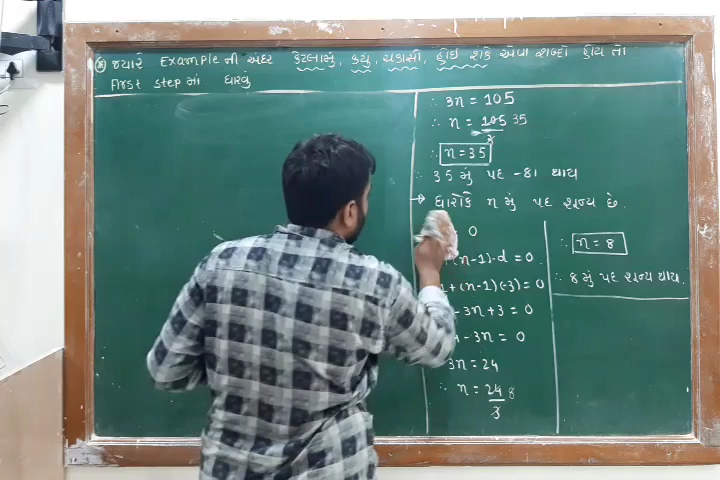 જ્યારે Example ની અંદર કેટલામું, કયું, ચકાસો, હોઇ શકે એવા શબ્દો હોય તો
First step માં ધારવું
∴ 3n = 105
∴ n = 105 35
3
∴ n = 35
∴ 35 મું પદ -81 થાય
→ ધારોકે n મું પદ શૂન્ય છે.
0
(n-1)·d = 0
+(n-1)(-3) = 0
- 3n + 3 = 0
- 3n = 0
3n = 24
∴ n = 24 8
3
∴ n = 8
∴ 8 મું પદ શૂન્ય થાય.